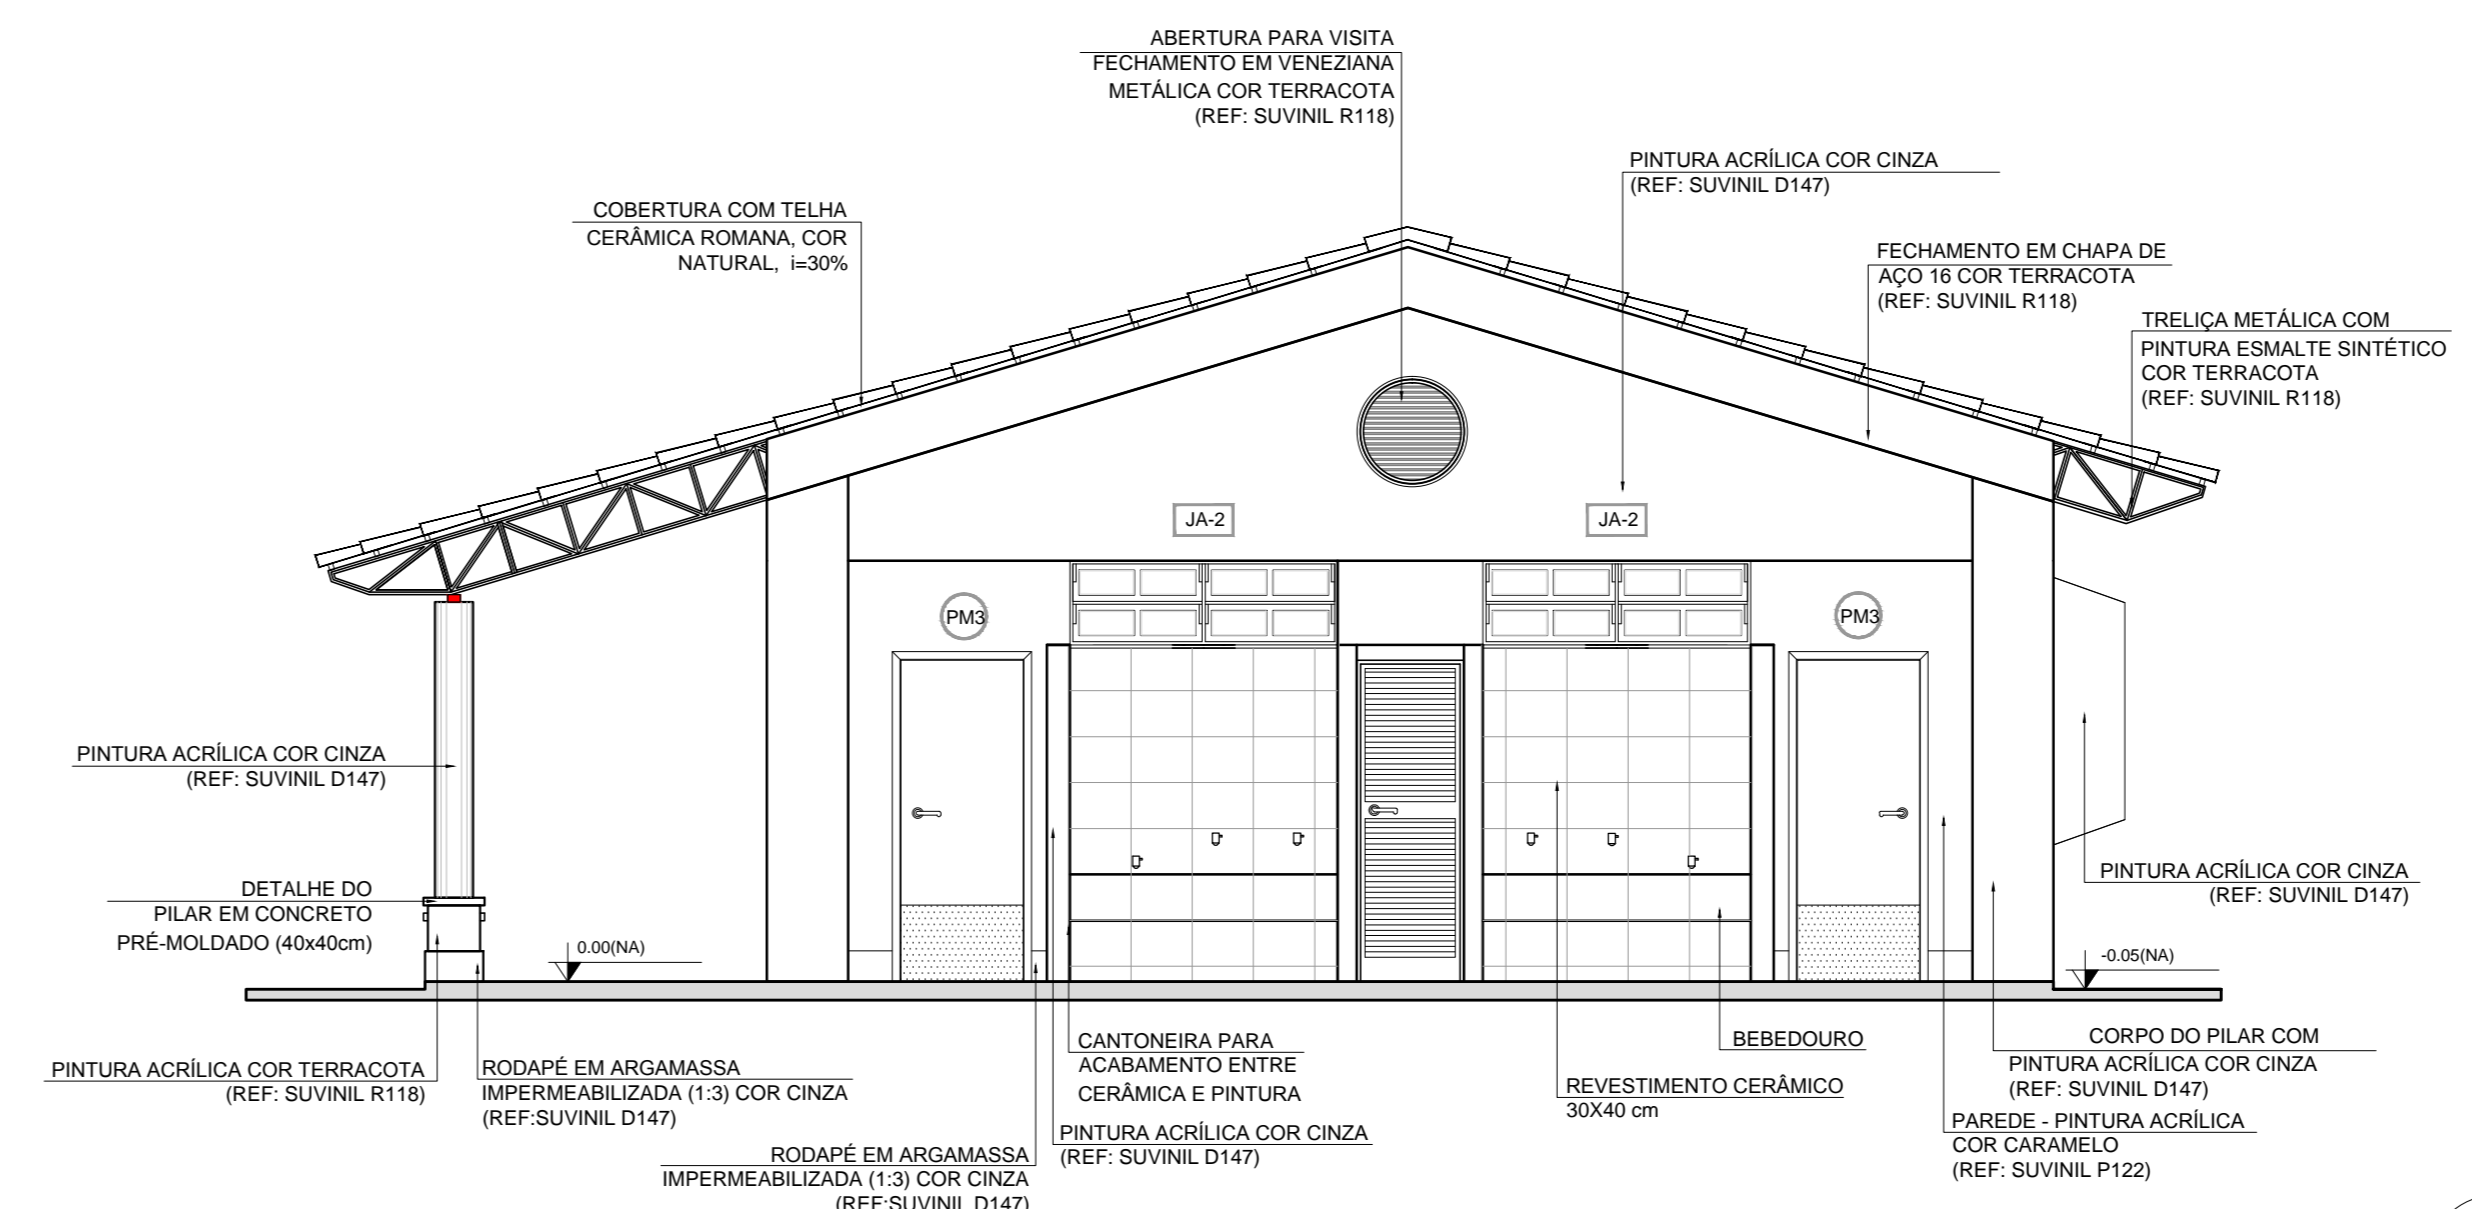 ABERTURA PARA VISITA
FECHAMENTO EM VENEZIANA
METÁLICA COR TERRACOTA
(REF: SUVINIL R118)
PINTURA ACRÍLICA COR CINZA
(REF: SUVINIL D147)
COBERTURA COM TELHA
CERÂMICA ROMANA, COR
NATURAL, i=30%
FECHAMENTO EM CHAPA DE
AÇO 16 COR TERRACOTA
(REF: SUVINIL R118)
TRELIÇA METÁLICA COM
PINTURA ESMALTE SINTÉTICO
COR TERRACOTA
(REF: SUVINIL R118)
JA-2
JA-2
PM3
PM3
PINTURA ACRÍLICA COR CINZA
(REF: SUVINIL D147)
DETALHE DO
PILAR EM CONCRETO
PRÉ-MOLDADO (40x40cm)
0.00(NA)
PINTURA ACRÍLICA COR CINZA
(REF: SUVINIL D147)
-0.05(NA)
PINTURA ACRÍLICA COR TERRACOTA
(REF: SUVINIL R118)
RODAPÉ EM ARGAMASSA
IMPERMEABILIZADA (1:3) COR CINZA
(REF:SUVINIL D147)
RODAPÉ EM ARGAMASSA
IMPERMEABILIZADA (1:3) COR CINZA
(REF:SUVINIL D147)
CANTONEIRA PARA
ACABAMENTO ENTRE
CERÂMICA E PINTURA
PINTURA ACRÍLICA COR CINZA
(REF: SUVINIL D147)
REVESTIMENTO CERÂMICO
30X40 cm
BEBEDOURO
CORPO DO PILAR COM
PINTURA ACRÍLICA COR CINZA
(REF: SUVINIL D147)
PAREDE - PINTURA ACRÍLICA
COR CARAMELO
(REF: SUVINIL P122)